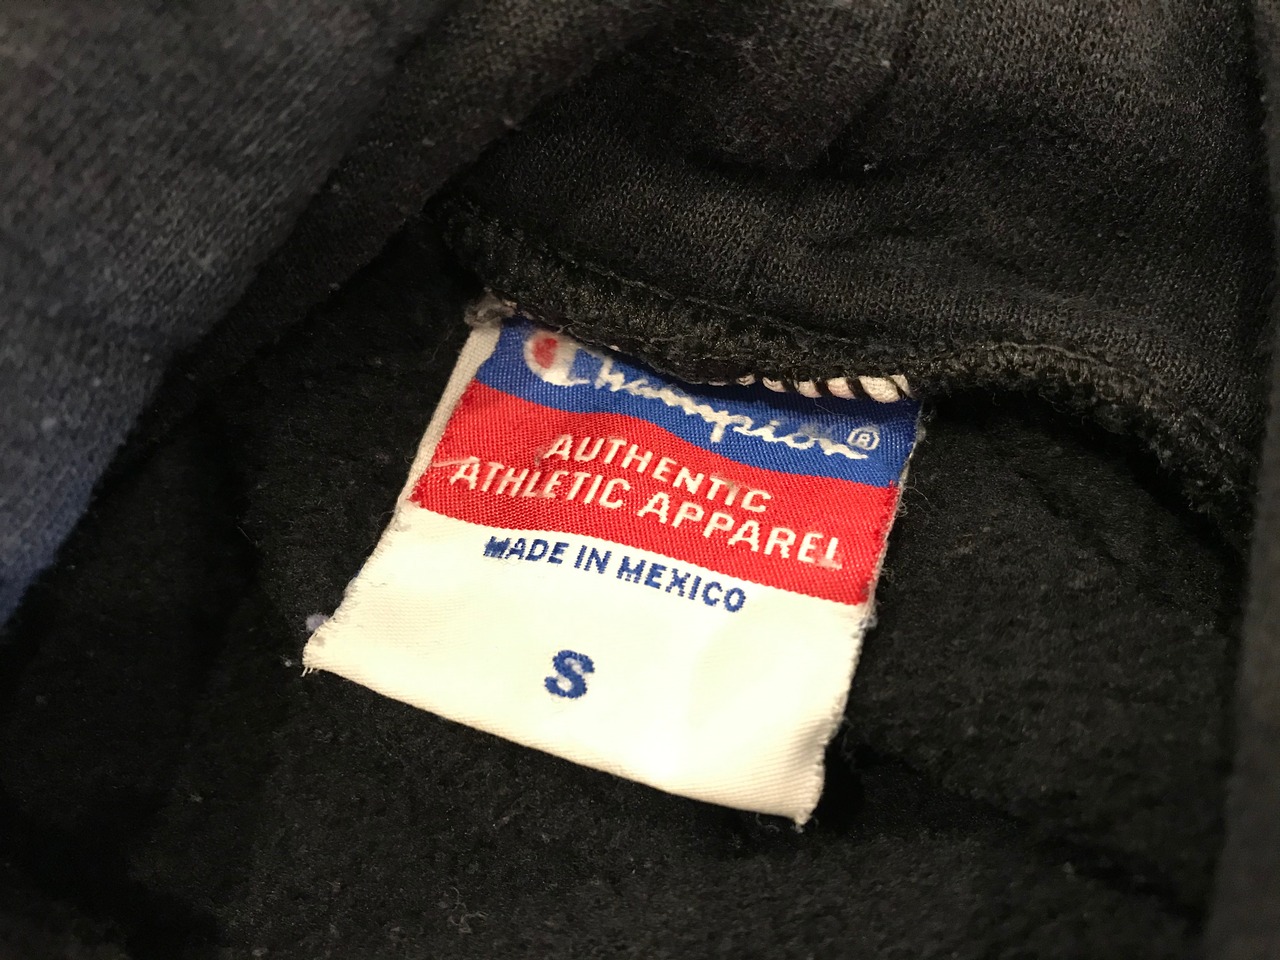 Champion®
AUTHENTIC
ATHLETIC APPAREL
MADE IN MEXICO
S